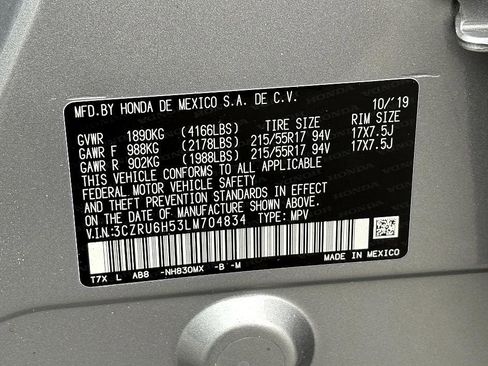 MFD.BY HONDA DE MEXICO S.A. DE C.V. 10/'19
GVWR 1890KG (4166LBS) TIRE SIZE RIM SIZE
GAWR F 988KG (2178LBS) 215/55R17 94V 17X7.5J
GAWR R 902KG (1988LBS) 215/55R17 94V 17X7.5J
THIS VEHICLE CONFORMS TO ALL APPLICABLE
FEDERAL MOTOR VEHICLE SAFETY
AND THEFT PREVENTION STANDARDS IN EFFECT
ON THE DATE OF MANUFACTURE SHOWN ABOVE.
V.I.N:3CZRU6H53LM704834 TYPE: MPV
T7X L AB8 -NH830MX -B -M MADE IN MEXICO